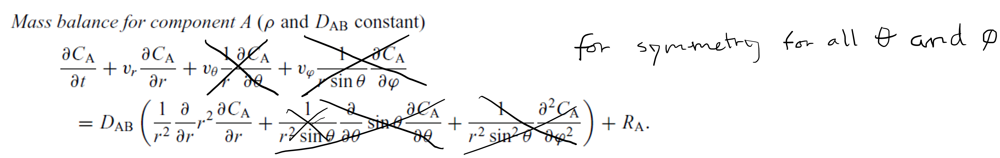 Mass balance for component A (ρ and D_AB constant)
for symmetry for all θ and φ
∂C_A/∂t + v_r ∂C_A/∂r + v_θ 1/r ∂C_A/∂θ + v_φ 1/(r sin θ) ∂C_A/∂φ
= D_AB (1/r² ∂/∂r r² ∂C_A/∂r + 1/(r² sin θ) ∂/∂θ sin θ ∂C_A/∂θ + 1/(r² sin² θ) ∂²C_A/∂φ²) + R_A.